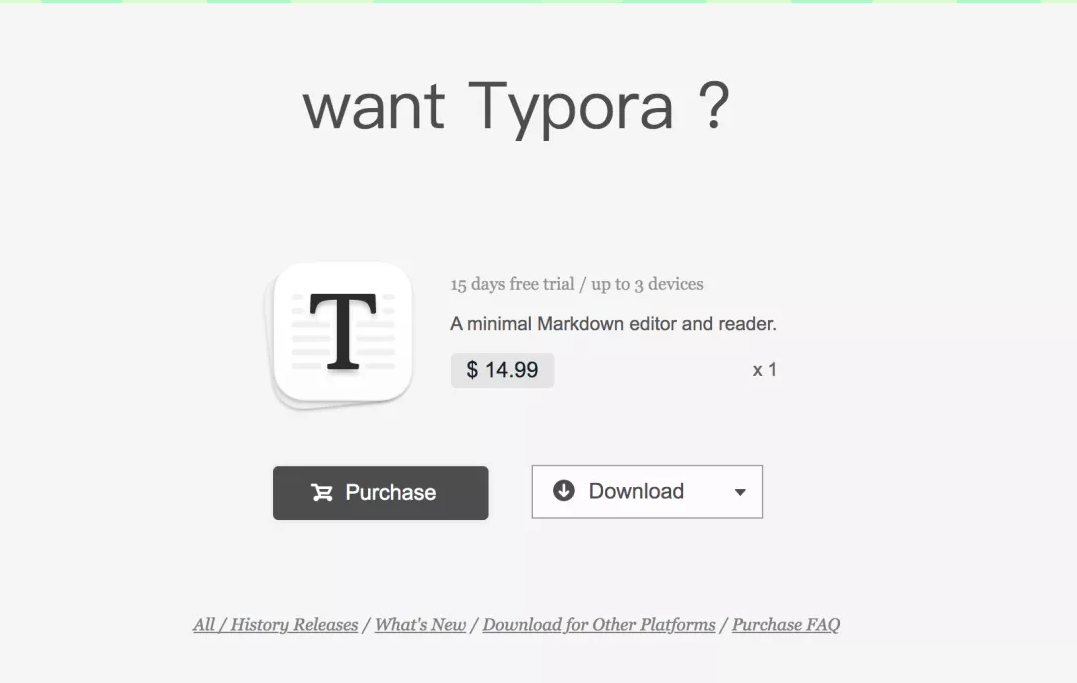 want Typora ?
T
15 days free trial / up to 3 devices
A minimal Markdown editor and reader.
$ 14.99 x 1
Purchase Download
All / History Releases / What's New / Download for Other Platforms / Purchase FAQ